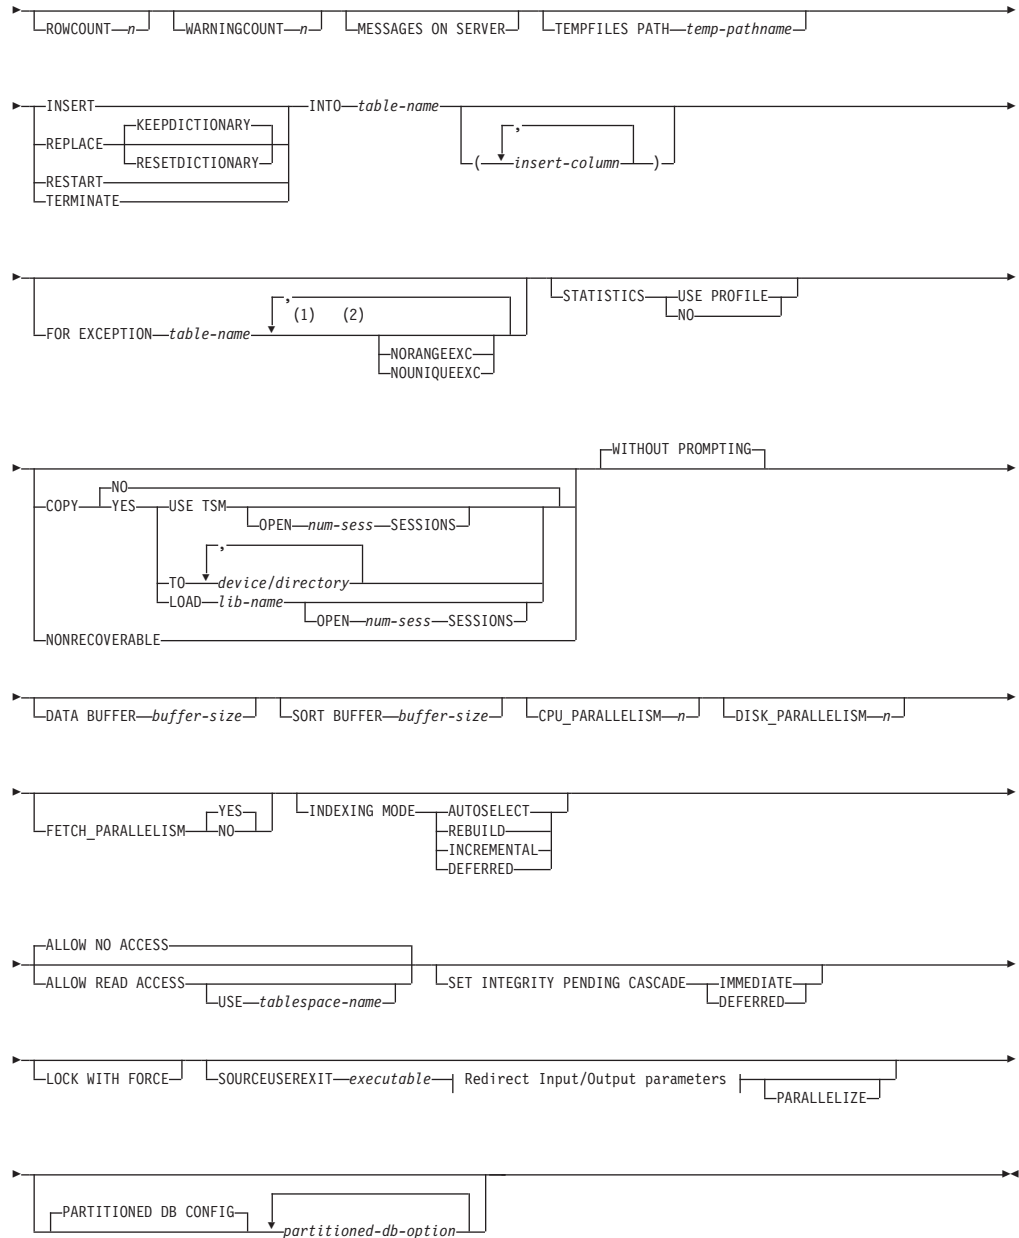 ROWCOUNT n WARNINGCOUNT n MESSAGES ON SERVER TEMPFILES PATH temp-pathname
INSERT INTO table-name
KEEPDICTIONARY
REPLACE
RESETDICTIONARY
,
( insert-column )
RESTART
TERMINATE
,
(1) (2)
FOR EXCEPTION table-name
NORANGEEXC
NOUNIQUEEXC
STATISTICS USE PROFILE
NO
WITHOUT PROMPTING
NO
COPY YES USE TSM
OPEN num-sess SESSIONS
,
TO device/directory
LOAD lib-name
OPEN num-sess SESSIONS
NONRECOVERABLE
DATA BUFFER buffer-size SORT BUFFER buffer-size CPU_PARALLELISM n DISK_PARALLELISM n
YES
FETCH_PARALLELISM NO
INDEXING MODE AUTOSELECT
REBUILD
INCREMENTAL
DEFERRED
ALLOW NO ACCESS
ALLOW READ ACCESS
USE tablespace-name
SET INTEGRITY PENDING CASCADE IMMEDIATE
DEFERRED
LOCK WITH FORCE SOURCEUSEREXIT executable Redirect Input/Output parameters
PARALLELIZE
PARTITIONED DB CONFIG
partitioned-db-option